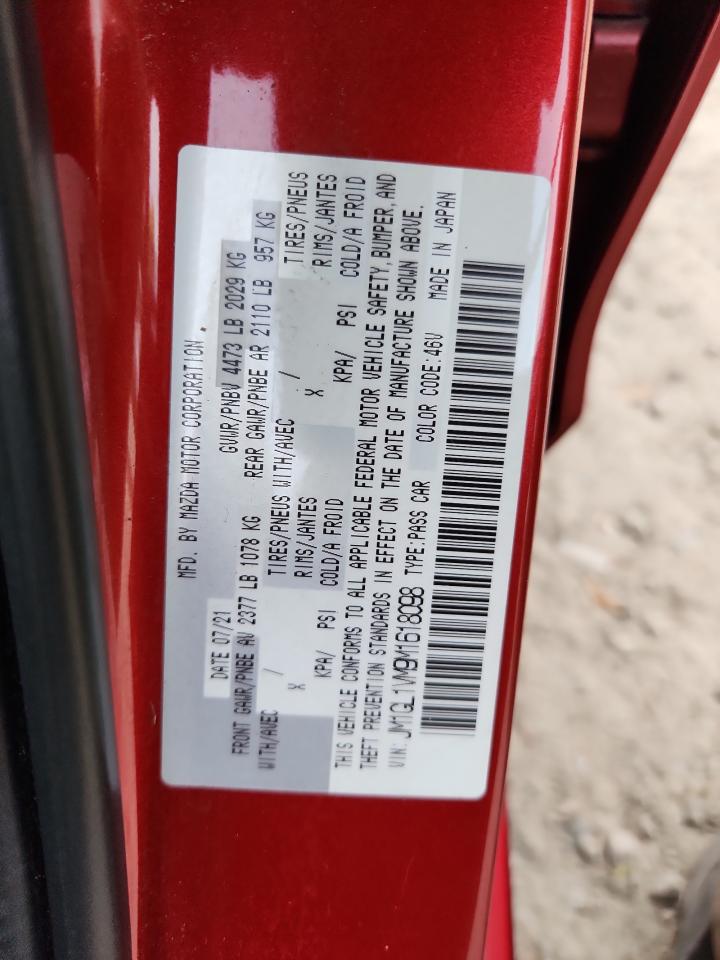 MFD. BY MAZDA MOTOR CORPORATION
DATE 07/21 GVWR/PNBV 4473 LB 2029 KG
FRONT GAWR/PNBE AV 2377 LB 1078 KG REAR GAWR/PNBE AR 2110 LB 957 KG
WITH/AVEC / TIRES/PNEUS WITH/AVEC / TIRES/PNEUS
X RIMS/JANTES X RIMS/JANTES
KPA/ PSI COLD/A FROID KPA/ PSI COLD/A FROID
THIS VEHICLE CONFORMS TO ALL APPLICABLE FEDERAL MOTOR VEHICLE SAFETY, BUMPER, AND
THEFT PREVENTION STANDARDS IN EFFECT ON THE DATE OF MANUFACTURE SHOWN ABOVE.
VIN: JM1GL1VM9M1618098 TYPE:PASS CAR COLOR CODE:46V MADE IN JAPAN